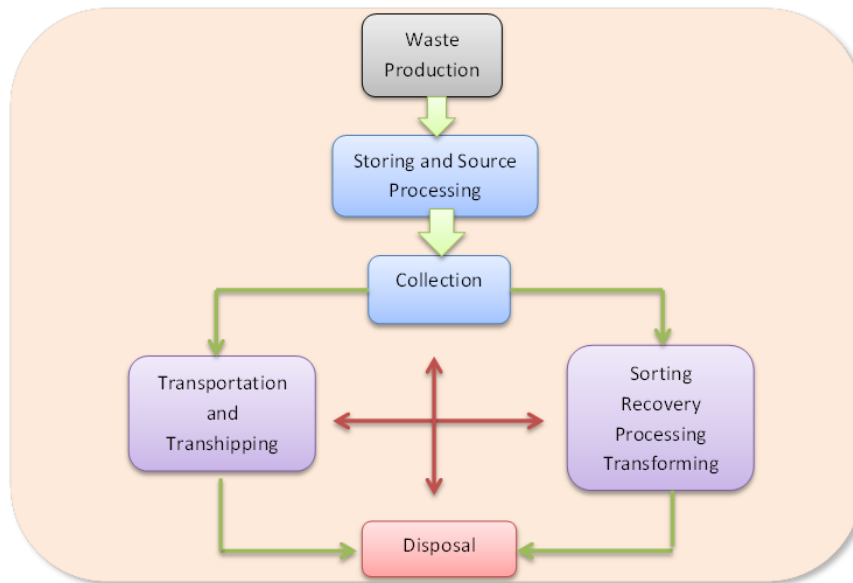 Waste
Production
Storing and Source
Processing
Collection
Transportation
and
Transhipping
Sorting
Recovery
Processing
Transforming
Disposal